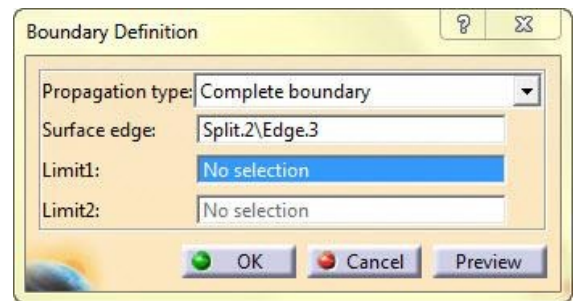 Boundary Definition
Propagation type: Complete boundary
Surface edge: Split.2\Edge.3
Limit1: No selection
Limit2: No selection
OK Cancel Preview